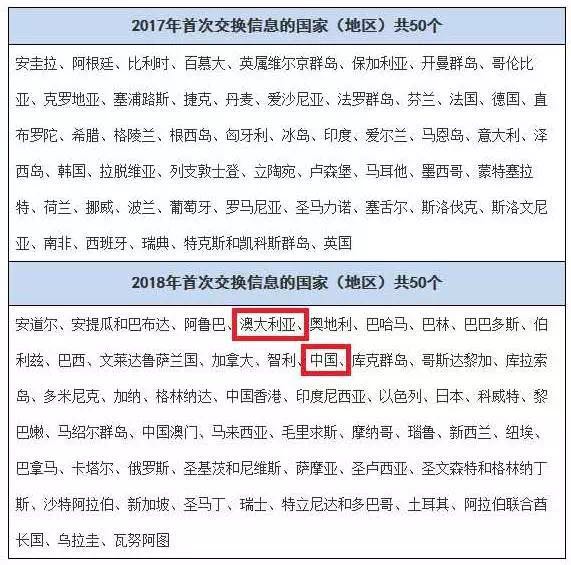 2017年首次交换信息的国家（地区）共50个
安圭拉、阿根廷、比利时、百慕大、英属维尔京群岛、保加利亚、开曼群岛、哥伦比
亚、克罗地亚、塞浦路斯、捷克、丹麦、爱沙尼亚、法罗群岛、芬兰、法国、德国、直
布罗陀、希腊、格陵兰、根西岛、匈牙利、冰岛、印度、爱尔兰、马恩岛、意大利、泽
西岛、韩国、拉脱维亚、列支敦士登、立陶宛、卢森堡、马耳他、墨西哥、蒙特塞拉
特、荷兰、挪威、波兰、葡萄牙、罗马尼亚、圣马力诺、塞舌尔、斯洛伐克、斯洛文尼
亚、南非、西班牙、瑞典、特克斯和凯科斯群岛、英国
2018年首次交换信息的国家（地区）共50个
安道尔、安提瓜和巴布达、阿鲁巴、澳大利亚、奥地利、巴哈马、巴林、巴巴多斯、伯
利兹、巴西、文莱达鲁萨兰国、加拿大、智利、中国、库克群岛、哥斯达黎加、库拉索
岛、多米尼克、加纳、格林纳达、中国香港、印度尼西亚、以色列、日本、科威特、黎
巴嫩、马绍尔群岛、中国澳门、马来西亚、毛里求斯、摩纳哥、瑙鲁、新西兰、纽埃、
巴拿马、卡塔尔、俄罗斯、圣基茨和尼维斯、萨摩亚、圣卢西亚、圣文森特和格林纳丁
斯、沙特阿拉伯、新加坡、圣马丁、瑞士、特立尼达和多巴哥、土耳其、阿拉伯联合酋
长国、乌拉圭、瓦努阿图